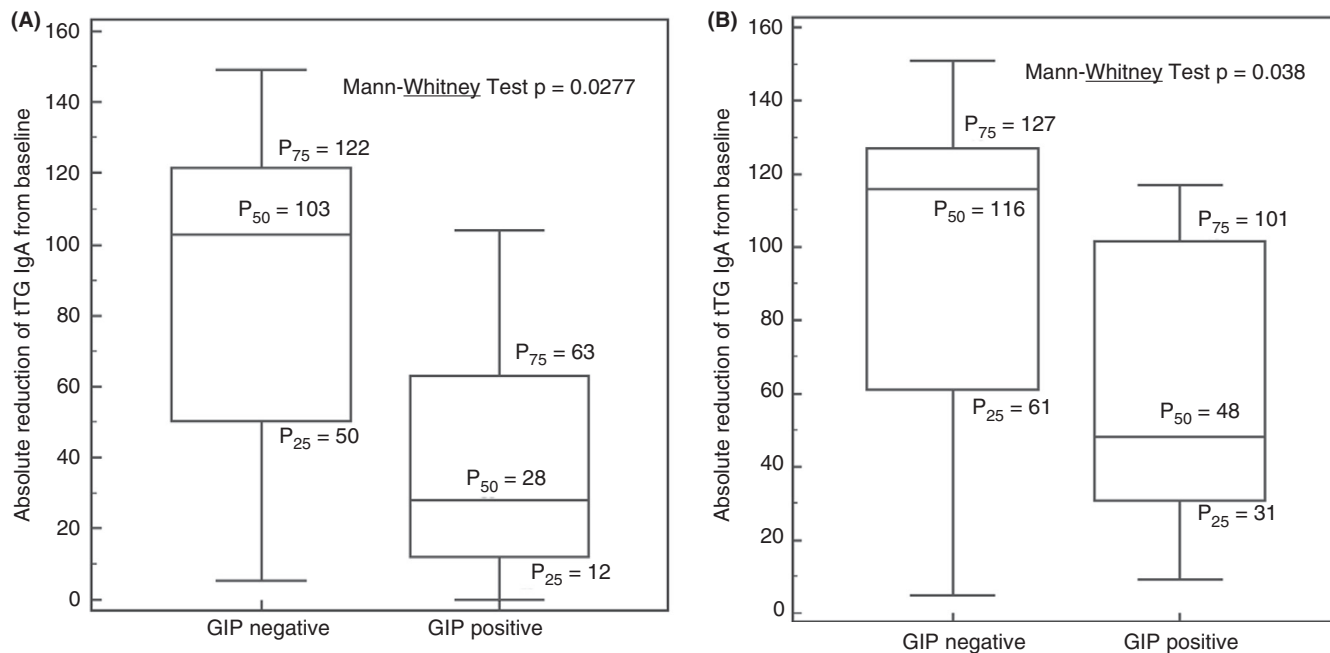 (A)
Absolute reduction of tTG IgA from baseline
160
140
120
100
80
60
40
20
0
Mann-Whitney Test p = 0.0277
P75 = 122
P50 = 103
P25 = 50
P75 = 63
P50 = 28
P25 = 12
GIP negative
GIP positive
(B)
Absolute reduction of tTG IgA from baseline
160
140
120
100
80
60
40
20
0
Mann-Whitney Test p = 0.038
P75 = 127
P50 = 116
P25 = 61
P75 = 101
P50 = 48
P25 = 31
GIP negative
GIP positive